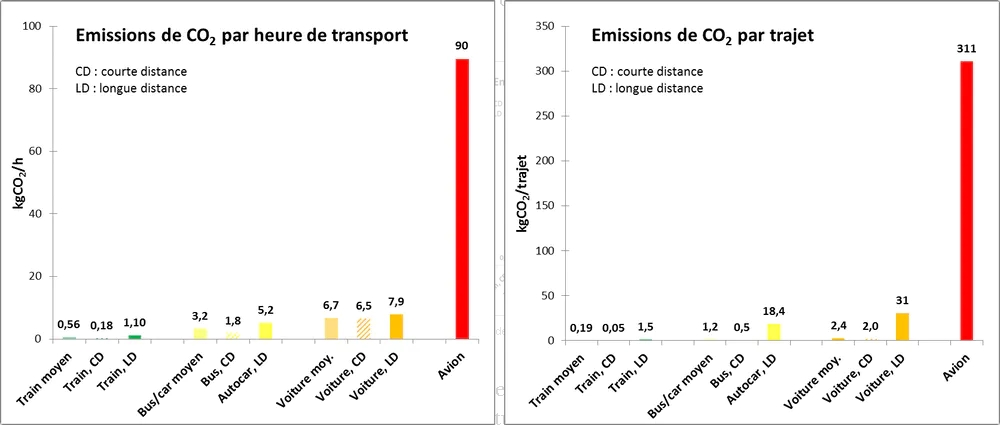 Emissions de CO2 par heure de transport
CD : courte distance
LD : longue distance
kgCO2/h
100
80
60
40
20
0
0,56
0,18
1,10
3,2
1,8
5,2
6,7
6,5
7,9
90
Train moyen
Train, CD
Train, LD
Bus/car moyen
Bus, CD
Autocar, LD
Voiture moy.
Voiture, CD
Voiture, LD
Avion
Emissions de CO2 par trajet
CD : courte distance
LD : longue distance
kgCO2/trajet
350
300
250
200
150
100
50
0
0,19
0,05
1,5
1,2
0,5
18,4
2,4
2,0
31
311
Train moyen
Train, CD
Train, LD
Bus/car moyen
Bus, CD
Autocar, LD
Voiture moy.
Voiture, CD
Voiture, LD
Avion